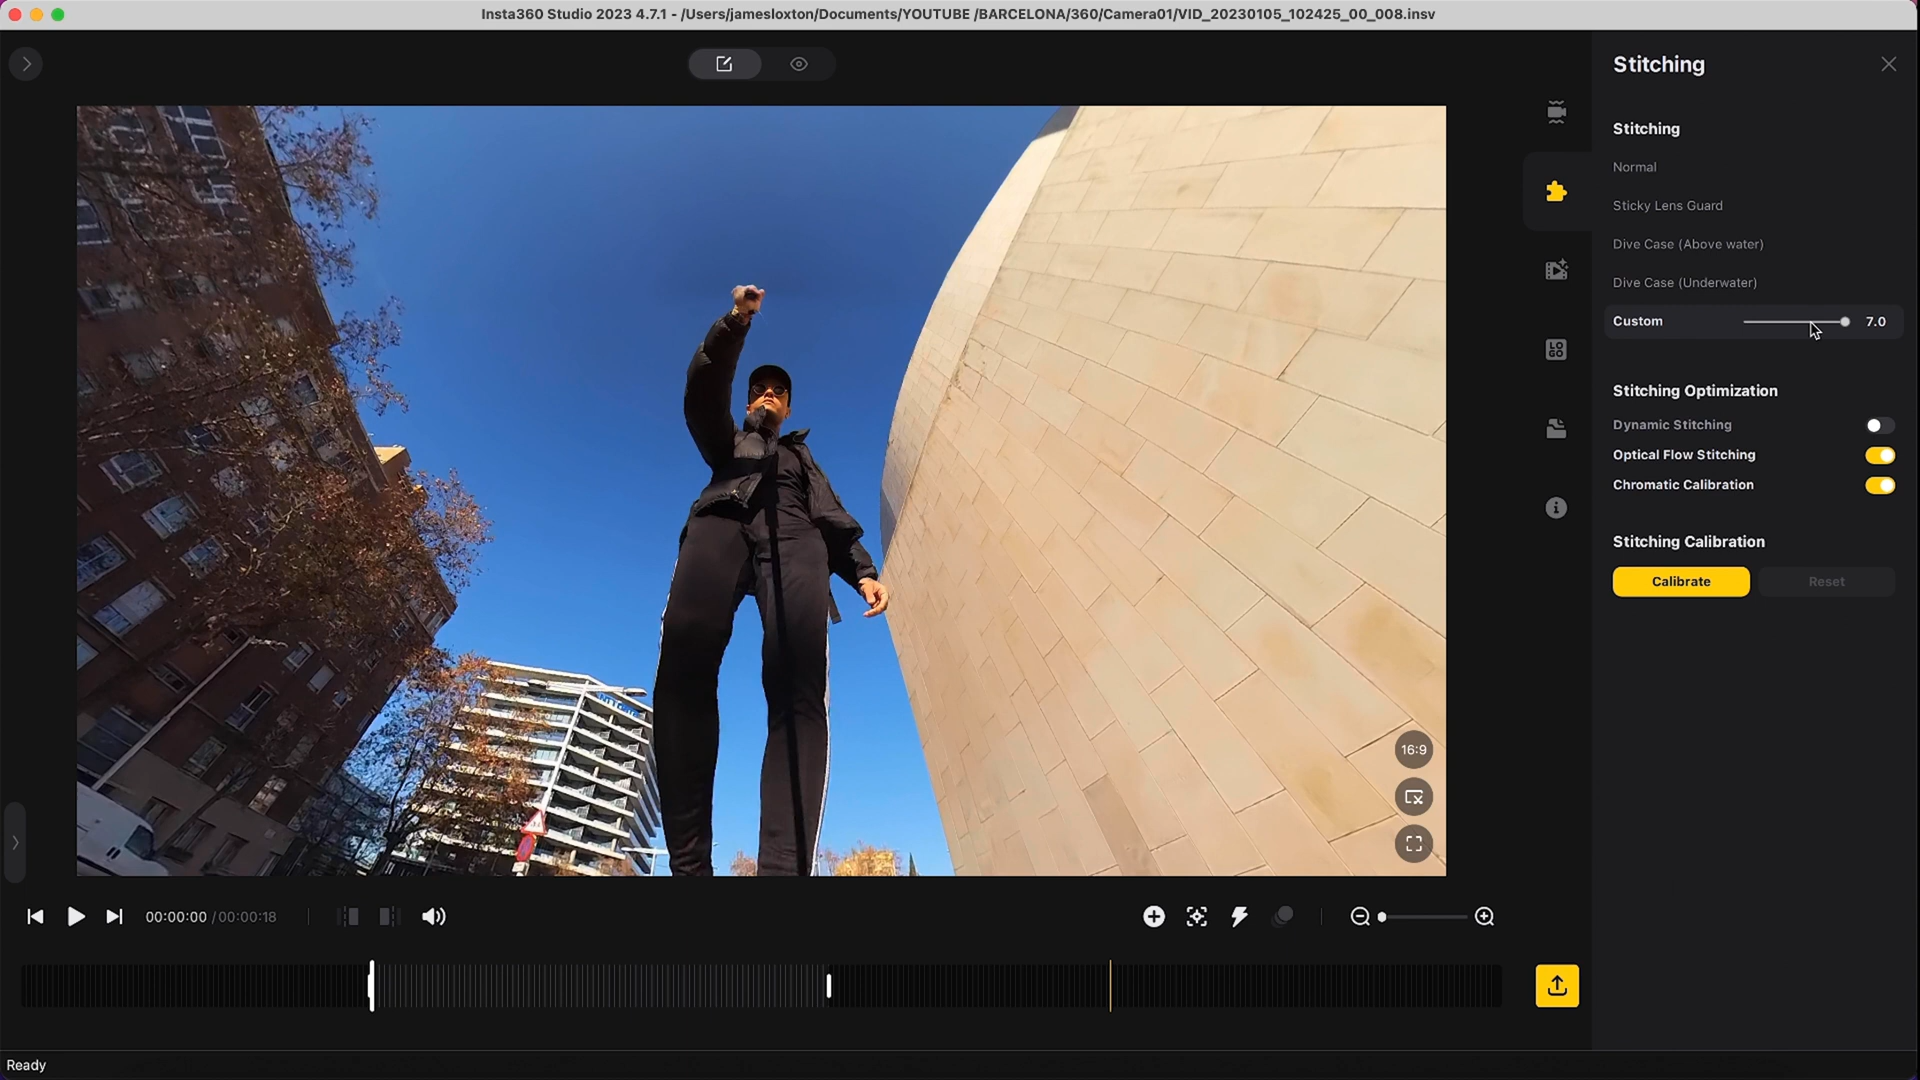 Insta360 Studio 2023 4.7.1 - /Users/jamesloxton/Documents/YOUTUBE /BARCELONA/360/Camera01/VID_20230105_102425_00_008.insv
Stitching
Stitching
Normal
Sticky Lens Guard
Dive Case (Above water)
Dive Case (Underwater)
Custom 7.0
LOGO
Stitching Optimization
Dynamic Stitching
Optical Flow Stitching
Chromatic Calibration
Stitching Calibration
Calibrate Reset
16:9
00:00:00 / 00:00:18
Ready